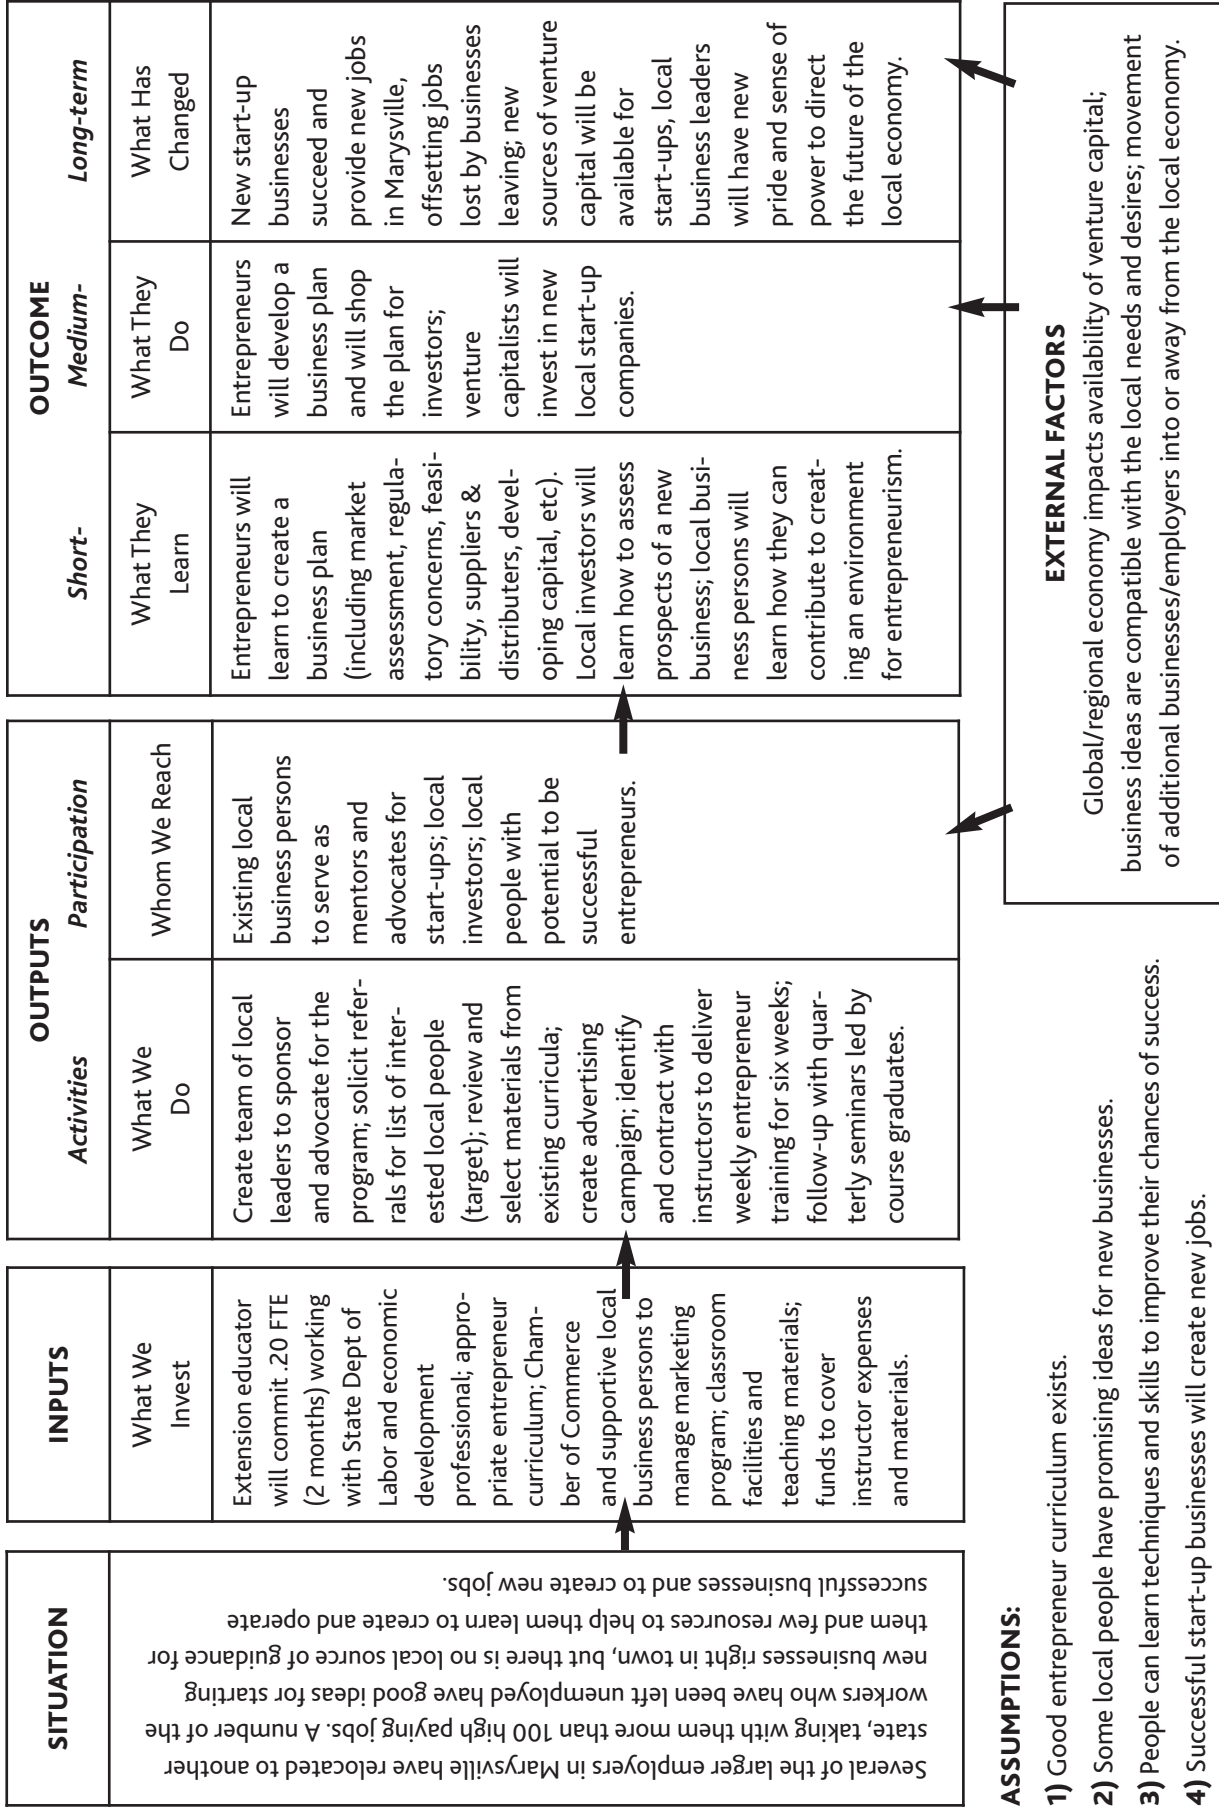 SITUATION
Several of the larger employers in Marysville have relocated to another
state, taking with them more than 100 high paying jobs. A number of the
workers who have been left unemployed have good ideas for starting
new businesses right in town, but there is no local source of guidance for
them and few resources to help them learn to create and operate
successful businesses and to create new jobs.
INPUTS
What We
Invest
Extension educator
will commit .20 FTE
(2 months) working
with State Dept of
Labor and economic
development
professional; appro-
priate entrepreneur
curriculum; Cham-
ber of Commerce
and supportive local
business persons to
manage marketing
program; classroom
facilities and
teaching materials;
funds to cover
instructor expenses
and materials.
OUTPUTS
Activities
What We
Do
Create team of local
leaders to sponsor
and advocate for the
program; solicit refer-
rals for list of inter-
ested local people
(target); review and
select materials from
existing curricula;
create advertising
campaign; identify
and contract with
instructors to deliver
weekly entrepreneur
training for six weeks;
follow-up with quar-
terly seminars led by
course graduates.
Participation
Whom We Reach
Existing local
business persons
to serve as
mentors and
advocates for
start-ups; local
investors; local
people with
potential to be
successful
entrepreneurs.
OUTCOME
Short-
What They
Learn
Entrepreneurs will
learn to create a
business plan
(including market
assessment, regula-
tory concerns, feasi-
bility, suppliers &
distributers, devel-
oping capital, etc).
Local investors will
learn how to assess
prospects of a new
business; local busi-
ness persons will
learn how they can
contribute to creat-
ing an environment
for entrepreneurism.
Medium-
What They
Do
Entrepreneurs
will develop a
business plan
and will shop
the plan for
investors;
venture
capitalists will
invest in new
local start-up
companies.
Long-term
What Has
Changed
New start-up
businesses
succeed and
provide new jobs
in Marysville,
offsetting jobs
lost by businesses
leaving; new
sources of venture
capital will be
available for
start-ups, local
business leaders
will have new
pride and sense of
power to direct
the future of the
local economy.
ASSUMPTIONS:
1) Good entrepreneur curriculum exists.
2) Some local people have promising ideas for new businesses.
3) People can learn techniques and skills to improve their chances of success.
4) Successful start-up businesses will create new jobs.
EXTERNAL FACTORS
Global/regional economy impacts availability of venture capital;
business ideas are compatible with the local needs and desires; movement
of additional businesses/employers into or away from the local economy.